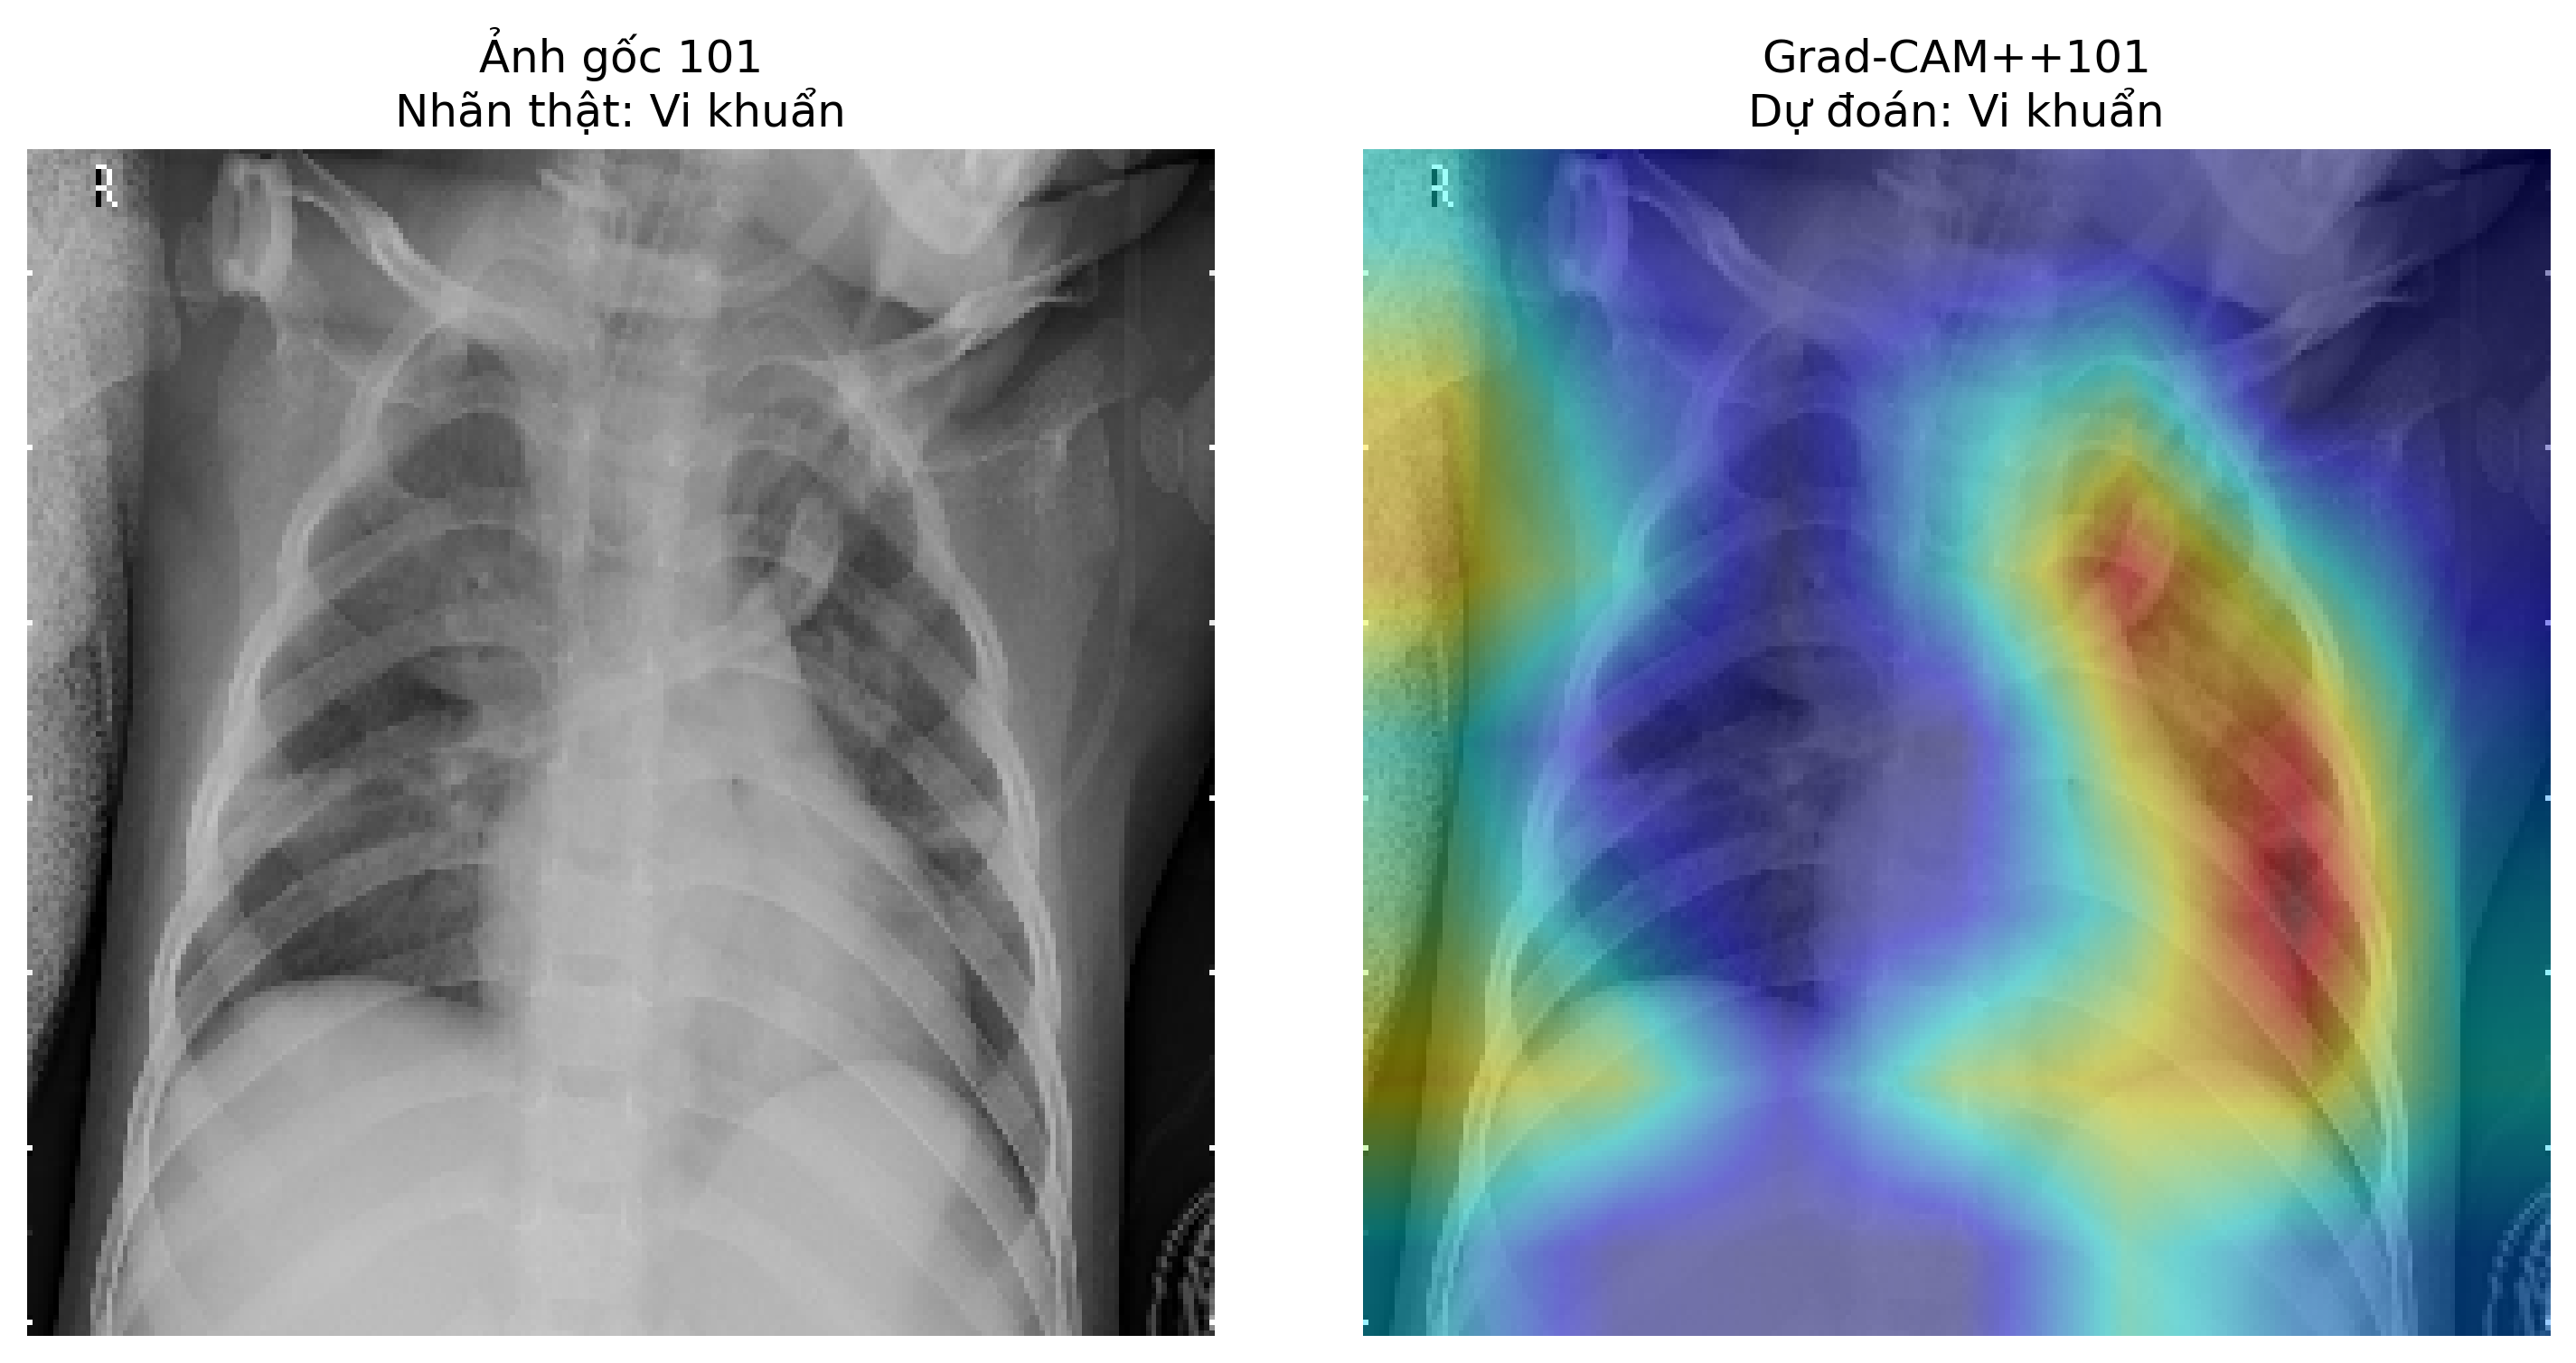 Ảnh gốc 101
Nhãn thật: Vi khuẩn
Grad-CAM++101
Dự đoán: Vi khuẩn
R
R